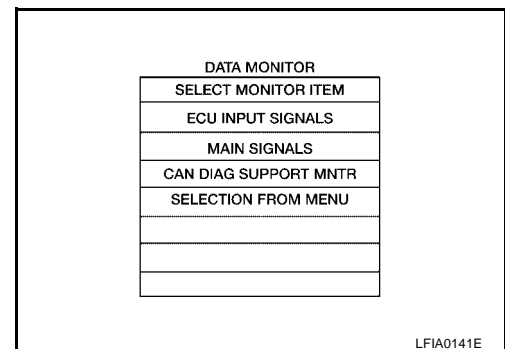 DATA MONITOR
SELECT MONITOR ITEM
ECU INPUT SIGNALS
MAIN SIGNALS
CAN DIAG SUPPORT MNTR
SELECTION FROM MENU
LFIA0141E